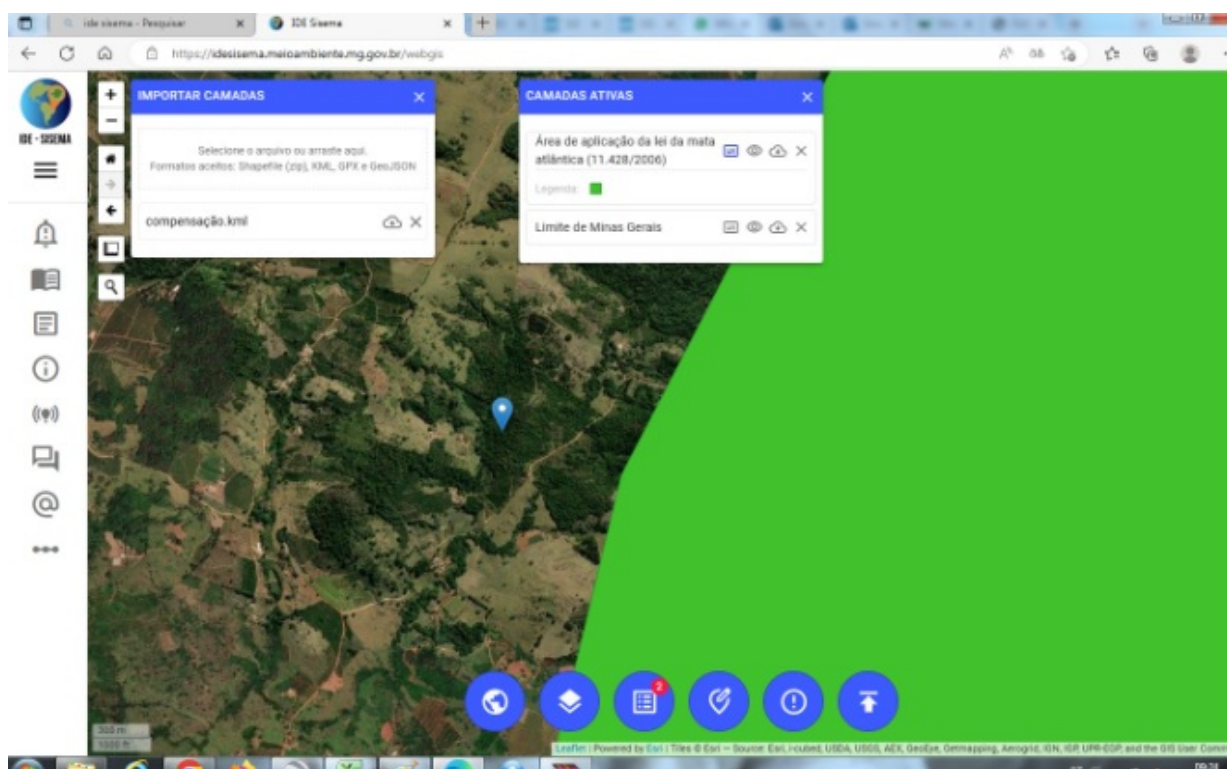 ide sisema - Pesquisar
IDE Sisema
https://idesisema.meioambiente.mg.gov.br/webgis
IDE - SISEMA
IMPORTAR CAMADAS
Selecione o arquivo ou arraste aqui.
Formatos aceitos: Shapefile (zip), KML, GPX e GeoJSON
compensação.kml
CAMADAS ATIVAS
Área de aplicação da lei da mata
atlântica (11.428/2006)
Legenda:
Limite de Minas Gerais
2
300 m
1000 ft
Leaflet | Powered by Esri | Tiles © Esri — Source: Esri, i-cubed, USDA, USGS, AEX, GeoEye, Getmapping, Aerogrid, IGN, IGP, UPR-EGP, and the GIS User Comm